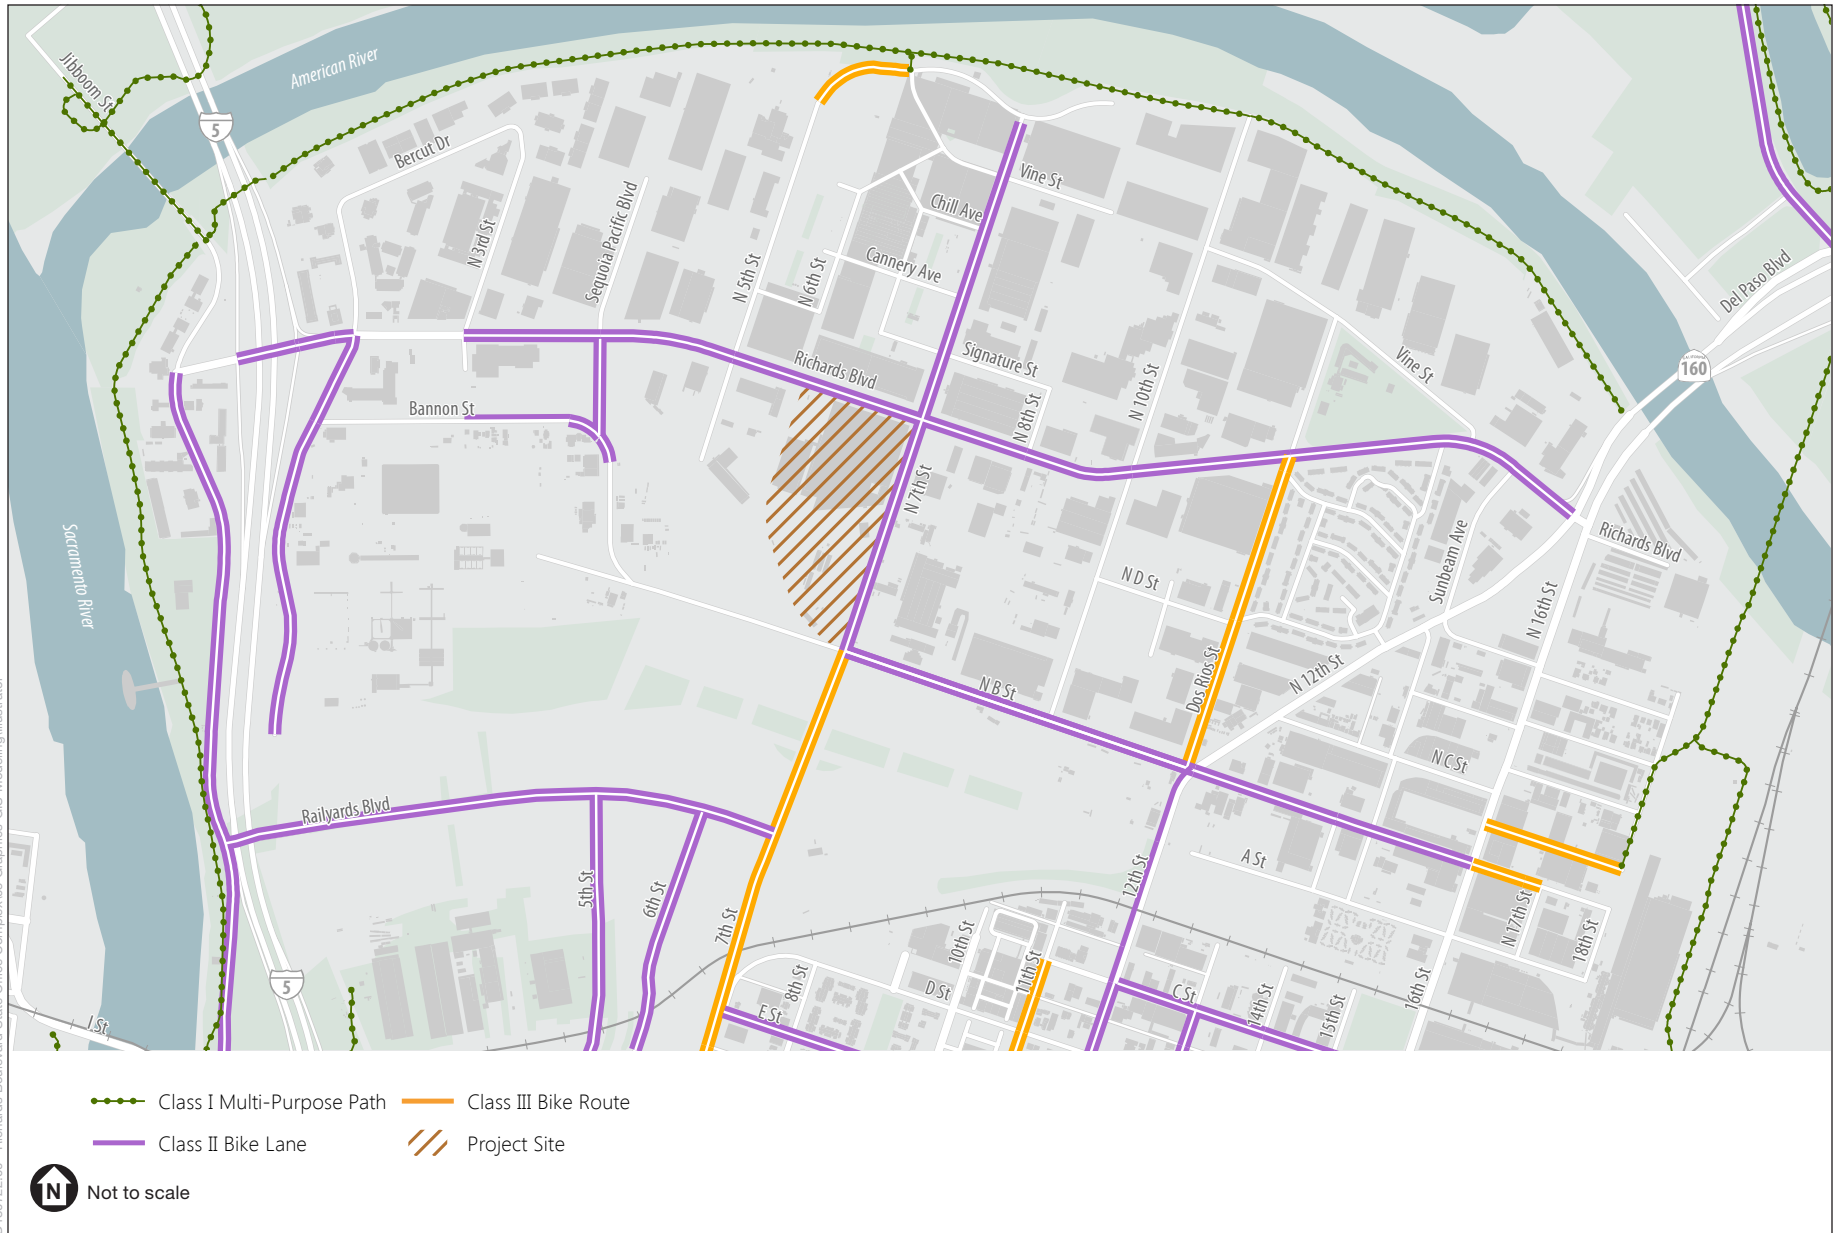 Jibboom St
American River
5
Bercut Dr
N 3rd St
Sequoia Pacific Blvd
N 5th St
N 6th St
Vine St
Chill Ave
Cannery Ave
Signature St
Richards Blvd
N 8th St
N 10th St
Vine St
Del Paso Blvd
CALIFORNIA
160
Bannon St
N 7th St
N D St
Dos Rios St
Sunbeam Ave
Richards Blvd
N 16th St
N 12th St
Sacramento River
N B St
N C St
Railyards Blvd
A St
5th St
6th St
7th St
12th St
N 17th St
18th St
10th St
11th St
8th St
D St
E St
C St
14th St
15th St
16th St
5
I St
Class I Multi-Purpose Path
Class III Bike Route
Class II Bike Lane
Project Site
N
Not to scale